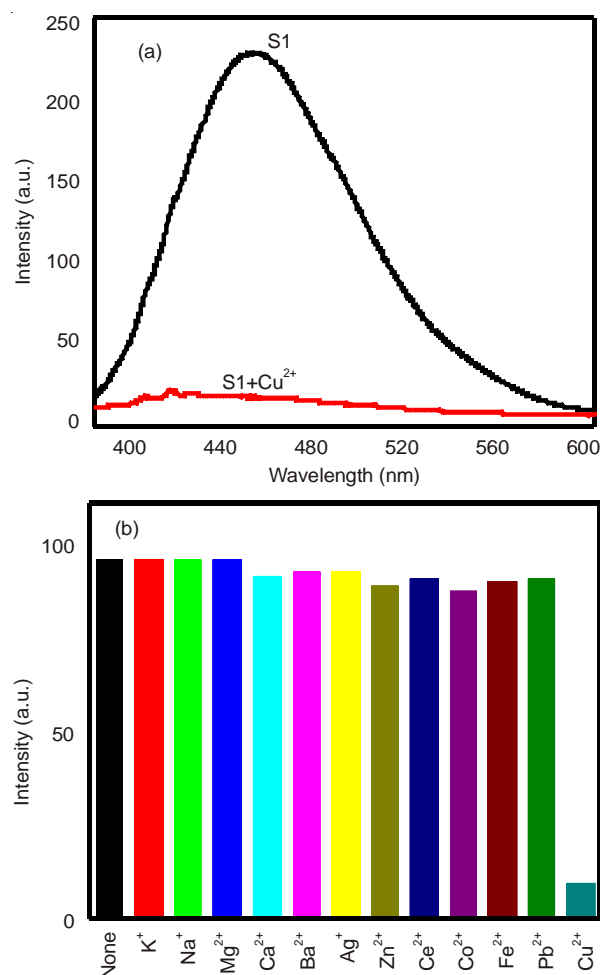 250
(a)
S1
200
150
100
50
S1+Cu²⁺
0
400 440 480 520 560 600
Wavelength (nm)
Intensity (a.u.)
(b)
100
50
0
Intensity (a.u.)
None K⁺ Na⁺ Mg²⁺ Ca²⁺ Ba²⁺ Ag⁺ Zn²⁺ Ce²⁺ Co²⁺ Fe²⁺ Pb²⁺ Cu²⁺